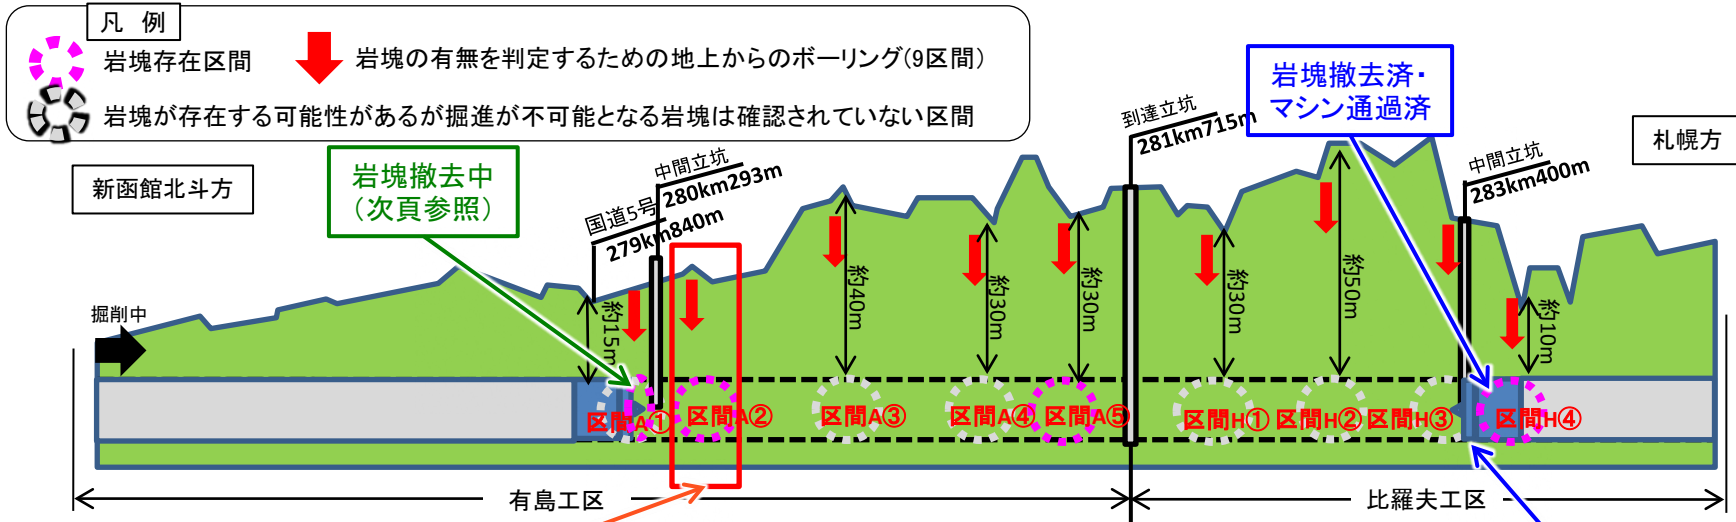 凡 例
岩塊存在区間
岩塊の有無を判定するための地上からのボーリング(9区間)
岩塊が存在する可能性があるが掘進が不可能となる岩塊は確認されていない区間
新函館北斗方
札幌方
岩塊撤去中
(次頁参照)
岩塊撤去済・
マシン通過済
国道5号
279km840m
中間立坑
280km293m
到達立坑
281km715m
中間立坑
283km400m
掘削中
約15m
約40m
約30m
約30m
約30m
約50m
約10m
区間A①
区間A②
区間A③
区間A④
区間A⑤
区間H①
区間H②
区間H③
区間H④
有島工区
比羅夫工区